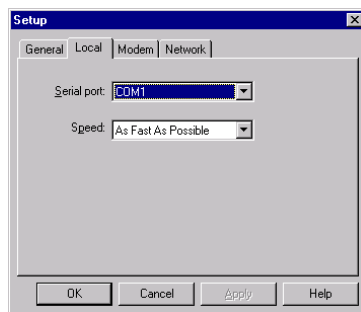 Setup
General Local Modem Network
Serial port: COM1
Speed: As Fast As Possible
OK Cancel Apply Help